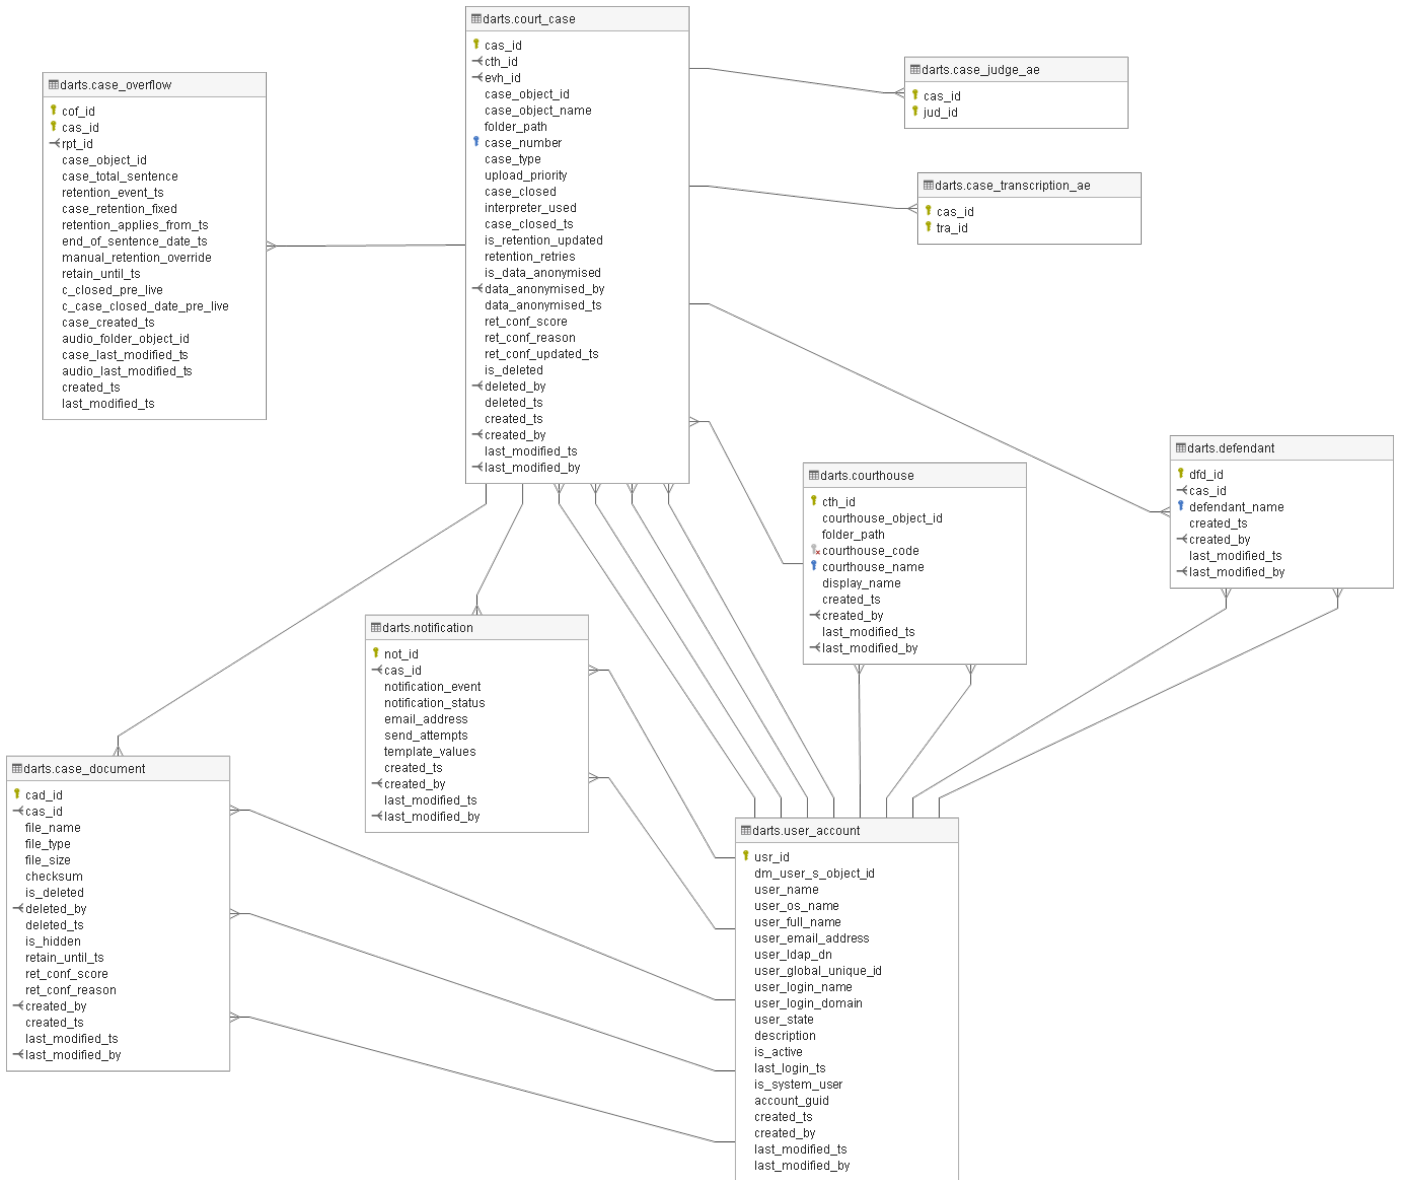 darts.court_case
cas_id
cth_id
evh_id
case_object_id
case_object_name
folder_path
case_number
case_type
upload_priority
case_closed
interpreter_used
case_closed_ts
is_retention_updated
retention_retries
is_data_anonymised
data_anonymised_by
data_anonymised_ts
ret_conf_score
ret_conf_reason
ret_conf_updated_ts
is_deleted
deleted_by
deleted_ts
created_ts
created_by
last_modified_ts
last_modified_by
darts.case_overflow
cof_id
cas_id
rpt_id
case_object_id
case_total_sentence
retention_event_ts
case_retention_fixed
retention_applies_from_ts
end_of_sentence_date_ts
manual_retention_override
retain_until_ts
c_closed_pre_live
c_case_closed_date_pre_live
case_created_ts
audio_folder_object_id
case_last_modified_ts
audio_last_modified_ts
created_ts
last_modified_ts
darts.case_judge_ae
cas_id
jud_id
darts.case_transcription_ae
cas_id
tra_id
darts.defendant
dfd_id
cas_id
defendant_name
created_ts
created_by
last_modified_ts
last_modified_by
darts.courthouse
cth_id
courthouse_object_id
folder_path
courthouse_code
courthouse_name
display_name
created_ts
created_by
last_modified_ts
last_modified_by
darts.notification
not_id
cas_id
notification_event
notification_status
email_address
send_attempts
template_values
created_ts
created_by
last_modified_ts
last_modified_by
darts.case_document
cad_id
cas_id
file_name
file_type
file_size
checksum
is_deleted
deleted_by
deleted_ts
is_hidden
retain_until_ts
ret_conf_score
ret_conf_reason
created_by
created_ts
last_modified_ts
last_modified_by
darts.user_account
usr_id
dm_user_s_object_id
user_name
user_os_name
user_full_name
user_email_address
user_ldap_dn
user_global_unique_id
user_login_name
user_login_domain
user_state
description
is_active
last_login_ts
is_system_user
account_guid
created_ts
created_by
last_modified_ts
last_modified_by